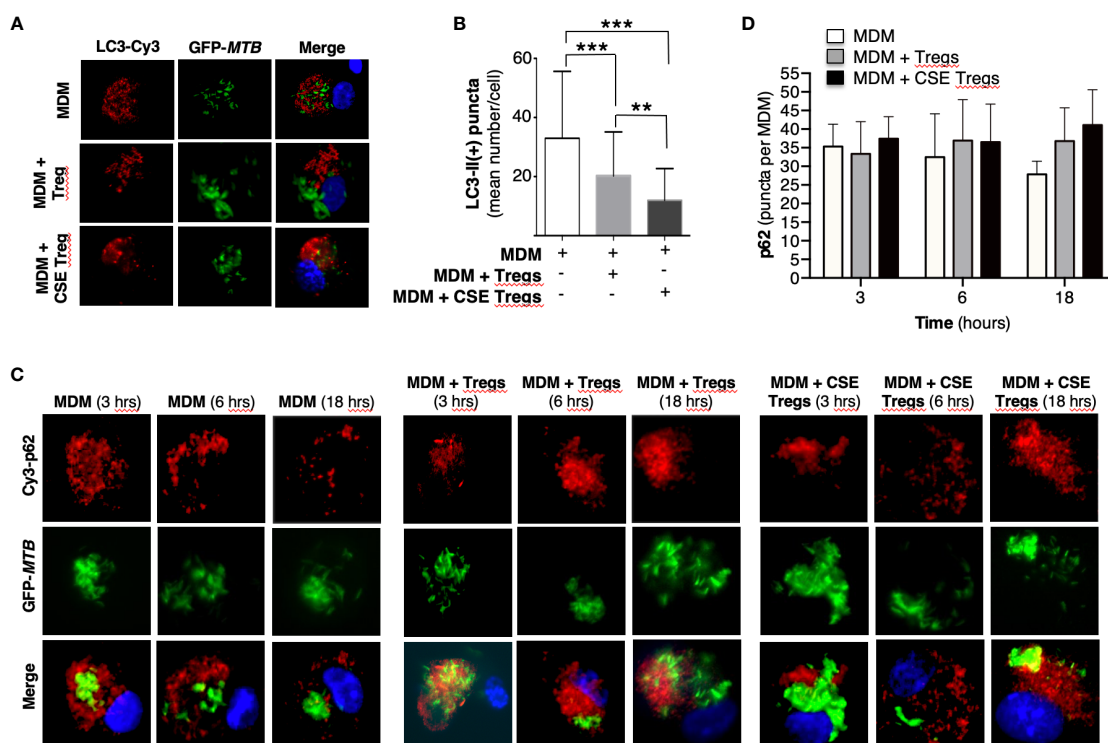 A
LC3-Cy3 GFP-MTB Merge
MDM
MDM +
Treg
MDM +
CSE Treg
B
***
***
**
LC3-II(+) puncta
(mean number/cell)
60
40
20
MDM + + +
MDM + Tregs - + -
MDM + CSE Tregs - - +
D
MDM
MDM + Tregs
MDM + CSE Tregs
p62 (puncta per MDM)
55
50
45
40
35
30
25
20
15
10
5
0
3 6 18
Time (hours)
C
MDM (3 hrs) MDM (6 hrs) MDM (18 hrs)
MDM + Tregs
(3 hrs)
MDM + Tregs
(6 hrs)
MDM + Tregs
(18 hrs)
MDM + CSE
Tregs (3 hrs)
MDM + CSE
Tregs (6 hrs)
MDM + CSE
Tregs (18 hrs)
Cy3-p62
GFP-MTB
Merge